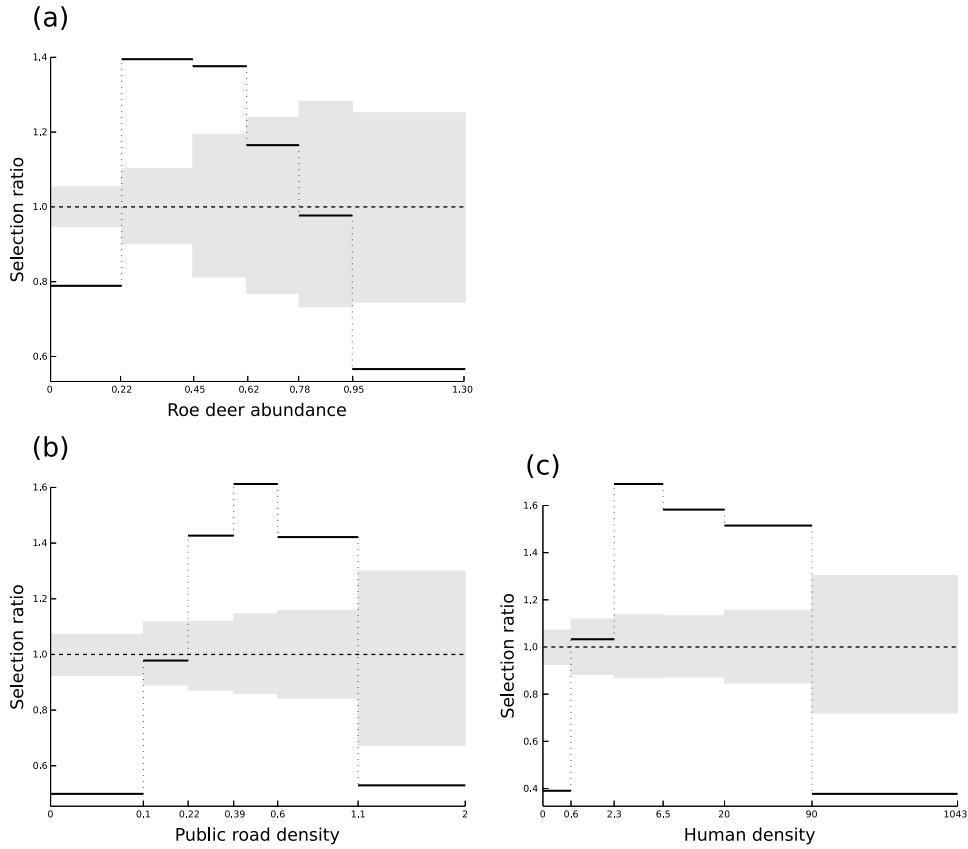 (a)
1.4
1.2
1.0
0.8
0.6
Selection ratio
0 0.22 0.45 0.62 0.78 0.95 1.30
Roe deer abundance
(b)
1.6
1.4
1.2
1.0
0.8
0.6
Selection ratio
0 0.1 0.22 0.39 0.6 1.1 2
Public road density
(c)
1.6
1.4
1.2
1.0
0.8
0.6
0.4
Selection ratio
0 0.6 2.3 6.5 20 90 1043
Human density